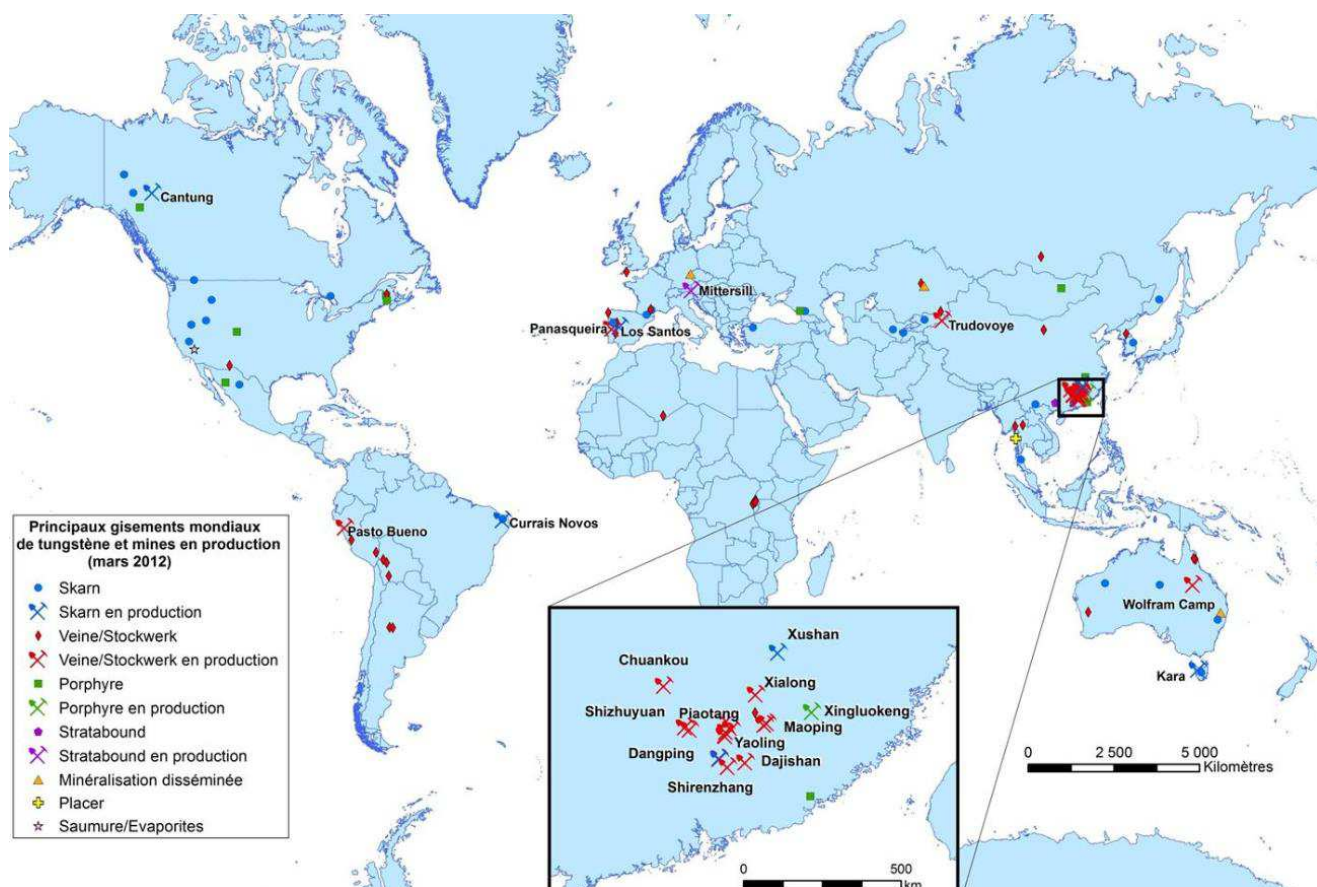 Cantung
Mittersill
Panasqueira
Los Santos
Trudovoye
Pasto Bueno
Currais Novos
Wolfram Camp
Kara
Principaux gisements mondiaux
de tungstène et mines en production
(mars 2012)
Skarn
Skarn en production
Veine/Stockwerk
Veine/Stockwerk en production
Porphyre
Porphyre en production
Stratabound
Stratabound en production
Minéralisation disséminée
Placer
Saumure/Evaporites
Xushan
Chuankou
Xialong
Shizhuyuan
Piaotang
Xingluokeng
Maoping
Dangping
Yaoling
Dajishan
Shirenzhang
0 500
km
0 2 500 5 000
Kilomètres